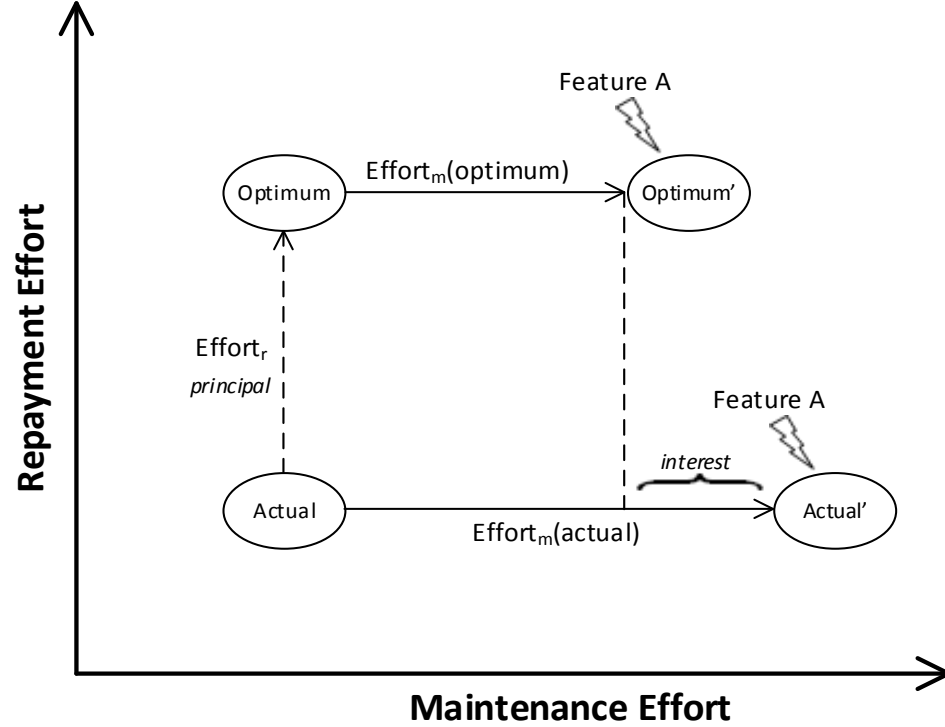 Feature A
Effortm(optimum)
Optimum
Optimum’
Effortr
principal
Feature A
interest
Actual
Actual’
Effortm(actual)
Repayment Effort
Maintenance Effort